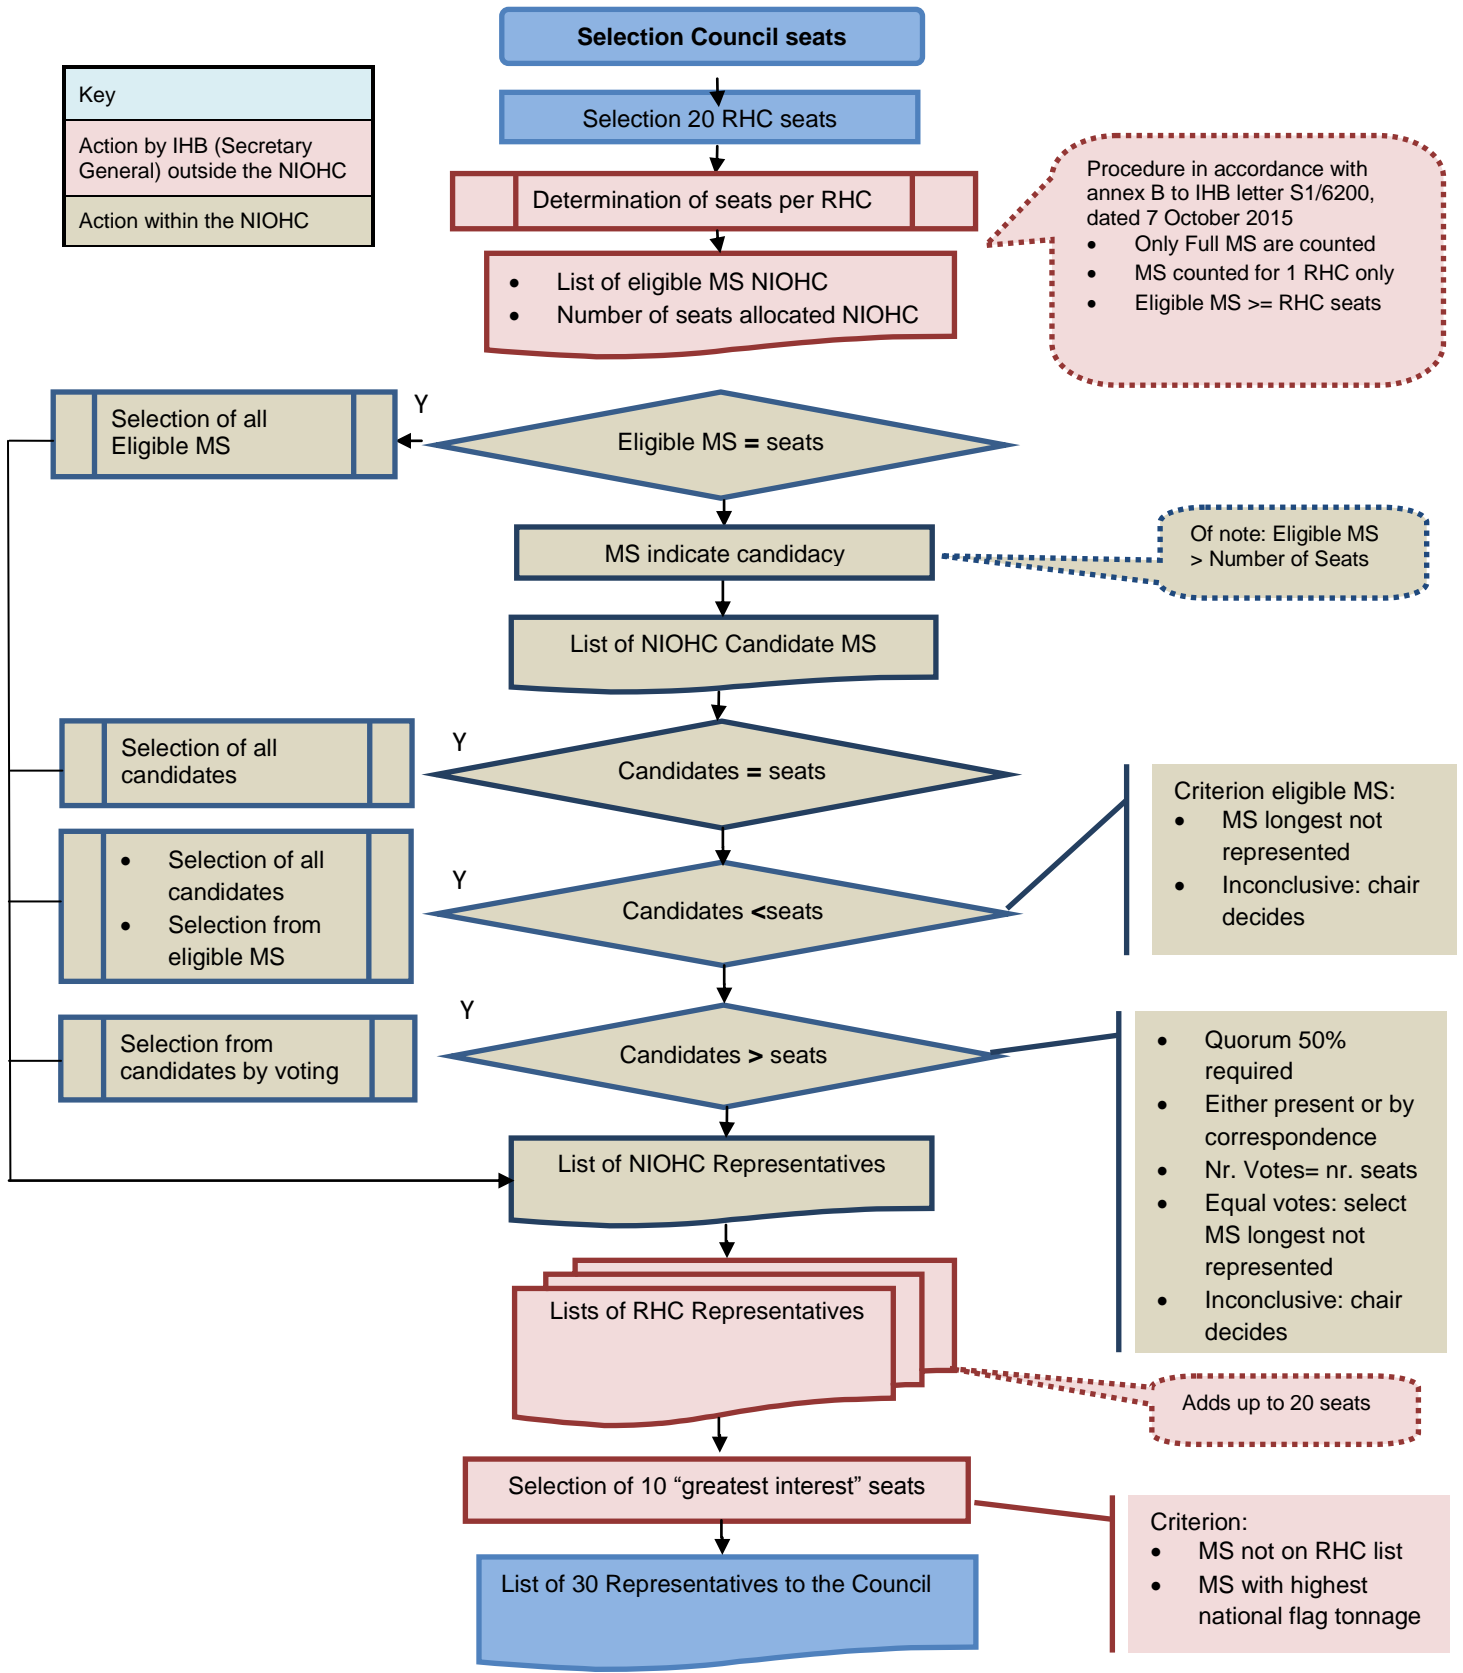 Selection Council seats
Key
Action by IHB (Secretary
General) outside the NIOHC
Action within the NIOHC
Selection 20 RHC seats
Determination of seats per RHC
Procedure in accordance with
annex B to IHB letter S1/6200,
dated 7 October 2015
• Only Full MS are counted
• MS counted for 1 RHC only
• Eligible MS >= RHC seats
• List of eligible MS NIOHC
• Number of seats allocated NIOHC
Y
Selection of all
Eligible MS
Eligible MS = seats
MS indicate candidacy
Of note: Eligible MS
> Number of Seats
List of NIOHC Candidate MS
Y
Selection of all
candidates
Candidates = seats
Criterion eligible MS:
• MS longest not
represented
• Inconclusive: chair
decides
Y
• Selection of all
candidates
• Selection from
eligible MS
Candidates <seats
Y
Selection from
candidates by voting
Candidates > seats
• Quorum 50%
required
• Either present or by
correspondence
• Nr. Votes= nr. seats
• Equal votes: select
MS longest not
represented
• Inconclusive: chair
decides
List of NIOHC Representatives
Lists of RHC Representatives
Adds up to 20 seats
Selection of 10 “greatest interest” seats
Criterion:
• MS not on RHC list
• MS with highest
national flag tonnage
List of 30 Representatives to the Council